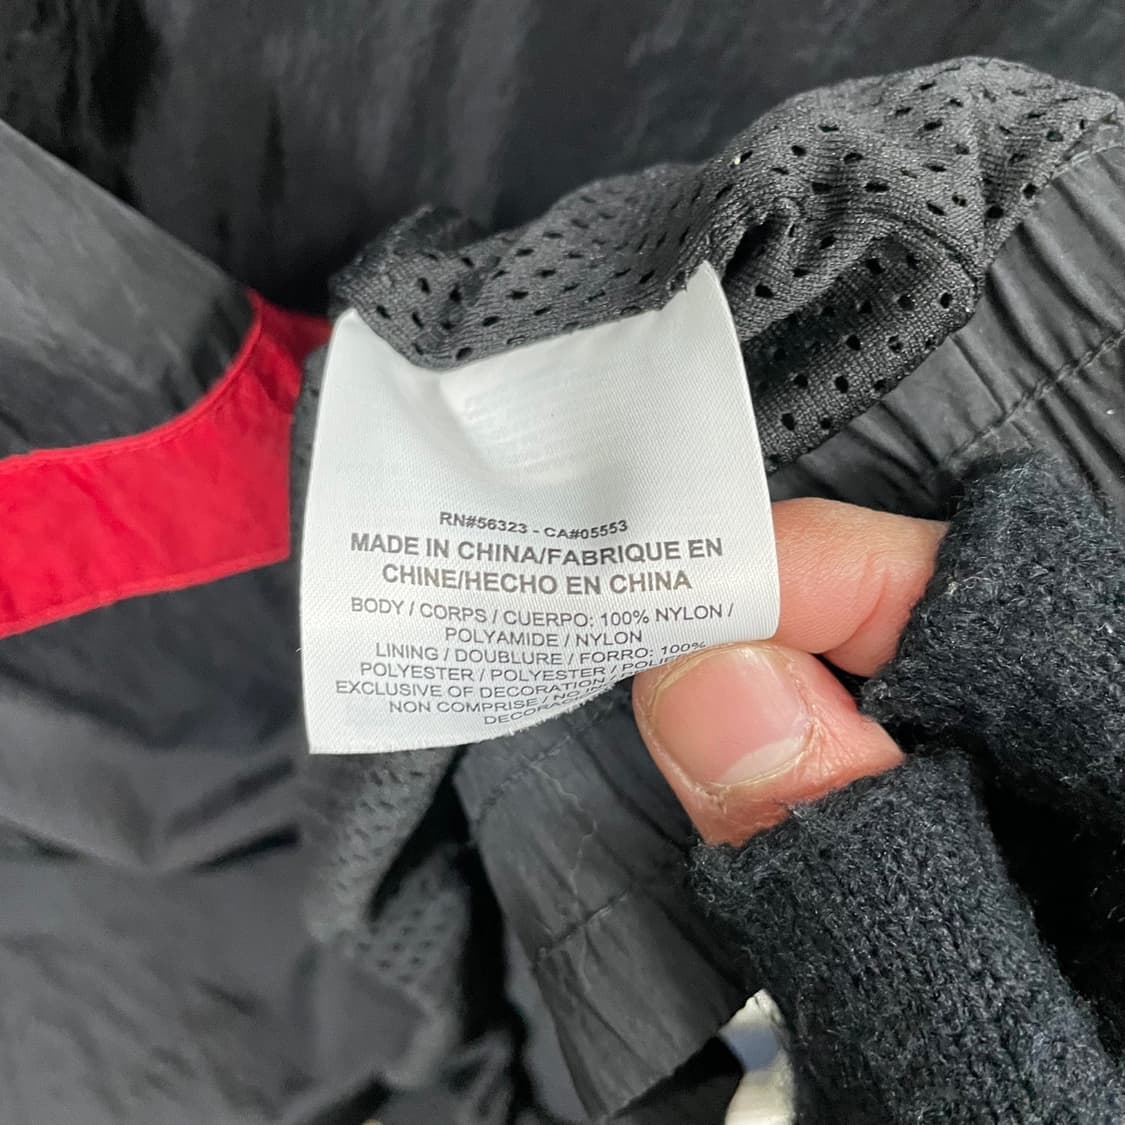 RN#56323 - CA#05553
MADE IN CHINA/FABRIQUE EN
CHINE/HECHO EN CHINA
BODY / CORPS / CUERPO: 100% NYLON /
POLYAMIDE / NYLON
LINING / DOUBLURE / FORRO: 100%
POLYESTER / POLYESTER /
EXCLUSIVE OF DECORATION /
NON COMPRISE / NO